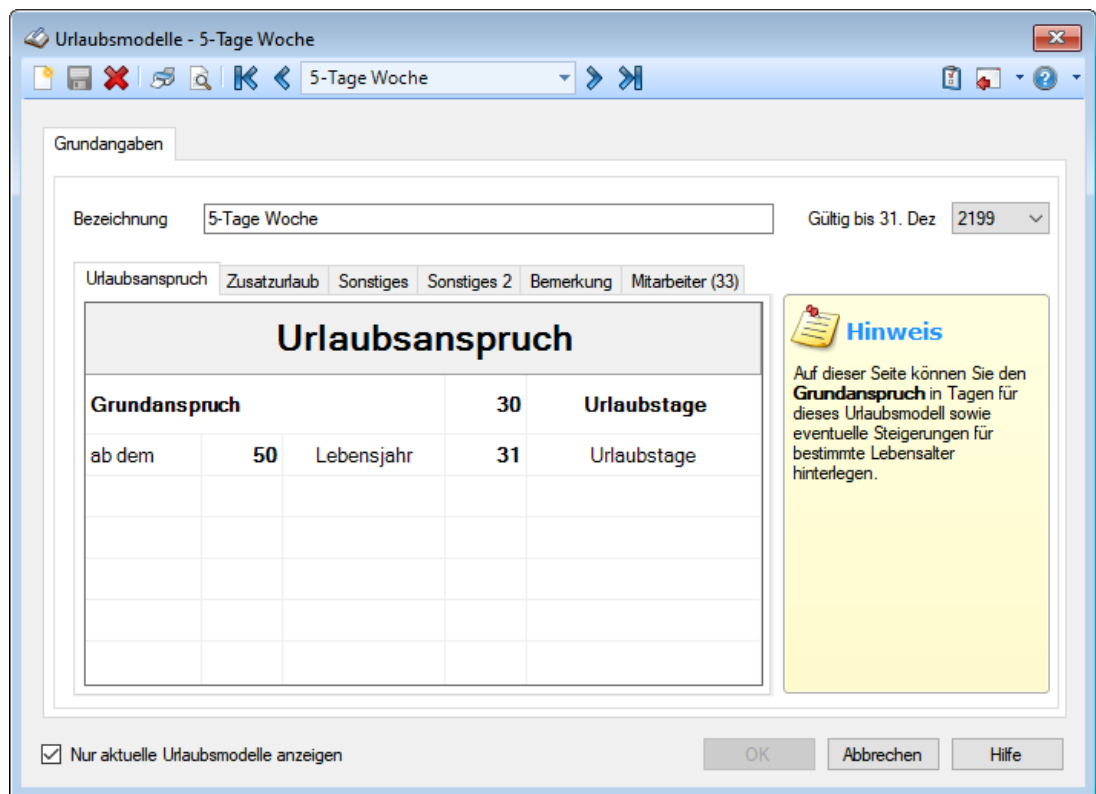 Urlaubsmodelle - 5-Tage Woche
5-Tage Woche
Grundangaben
Bezeichnung 5-Tage Woche Gültig bis 31. Dez 2199
Urlaubsanspruch Zusatzurlaub Sonstiges Sonstiges 2 Bemerkung Mitarbeiter (33)
Urlaubsanspruch
Grundanspruch 30 Urlaubstage
ab dem 50 Lebensjahr 31 Urlaubstage
Hinweis
Auf dieser Seite können Sie den
Grundanspruch in Tagen für
dieses Urlaubsmodell sowie
eventuelle Steigerungen für
bestimmte Lebensalter
hinterlegen.
Nur aktuelle Urlaubsmodelle anzeigen
OK Abbrechen Hilfe